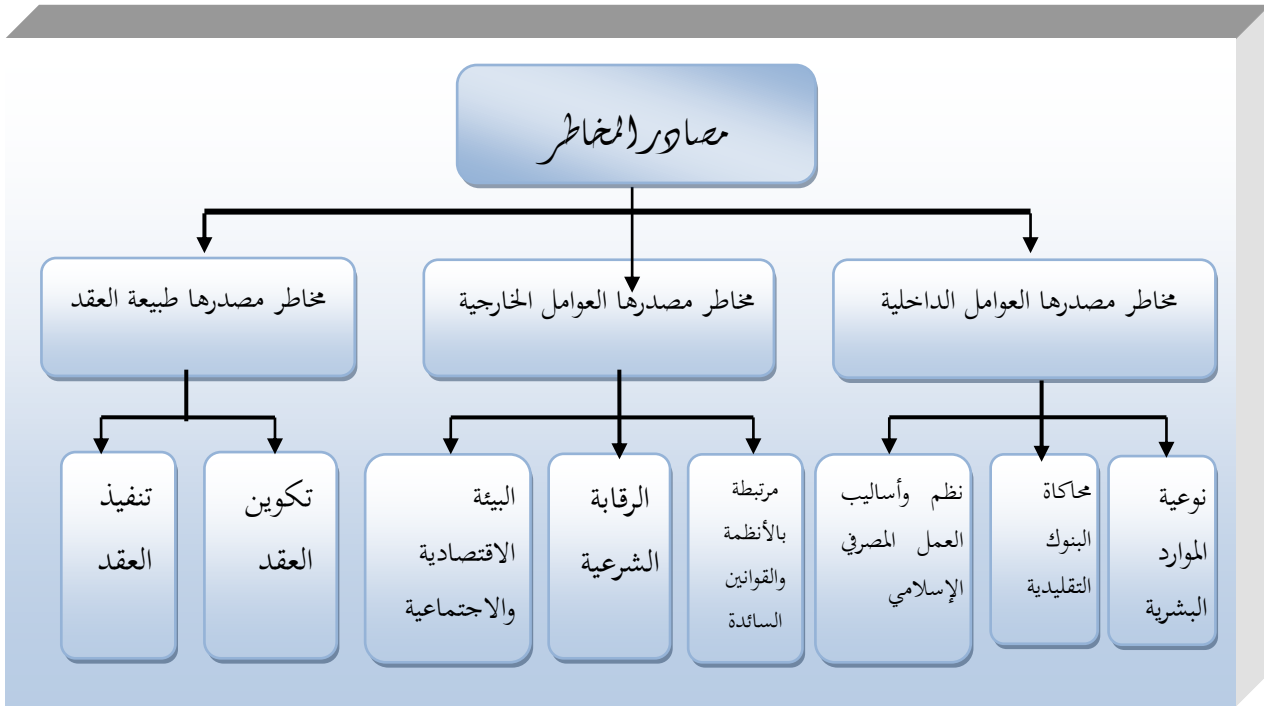 مصادر المخاطر
مخاطر مصدرها العوامل الداخلية
مخاطر مصدرها العوامل الخارجية
مخاطر مصدرها طبيعة العقد
نوعية
الموارد
البشرية
محاكاة
البنوك
التقليدية
نظم وأساليب
العمل المصرفي
الإسلامي
مرتبطة
بالأنظمة
والقوانين
السائدة
الرقابة
الشرعية
البيئة
الاقتصادية
والاجتماعية
تكوين
العقد
تنفيذ
العقد